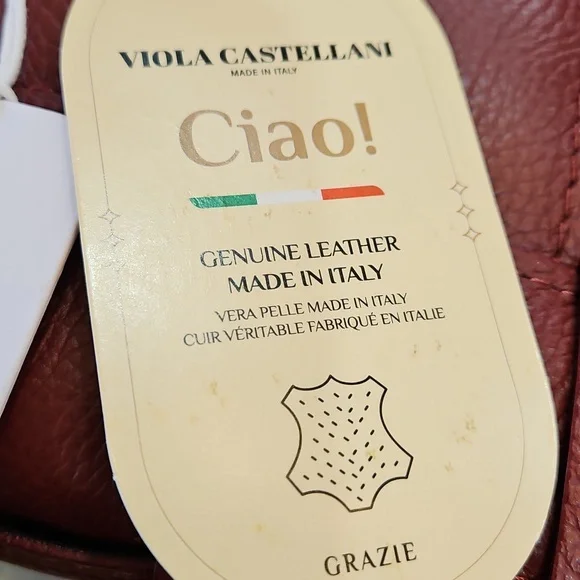 VIOLA CASTELLANI
MADE IN ITALY
Ciao!
GENUINE LEATHER
MADE IN ITALY
VERA PELLE MADE IN ITALY
CUIR VÉRITABLE FABRIQUÉ EN ITALIE
GRAZIE